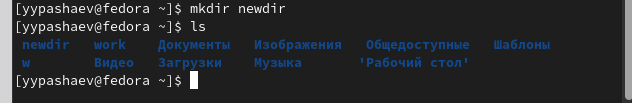 [yypashaev@fedora ~]$ mkdir newdir
[yypashaev@fedora ~]$ ls
newdir work Документы Изображения Общедоступные Шаблоны
w Видео Загрузки Музыка 'Рабочий стол'
[yypashaev@fedora ~]$